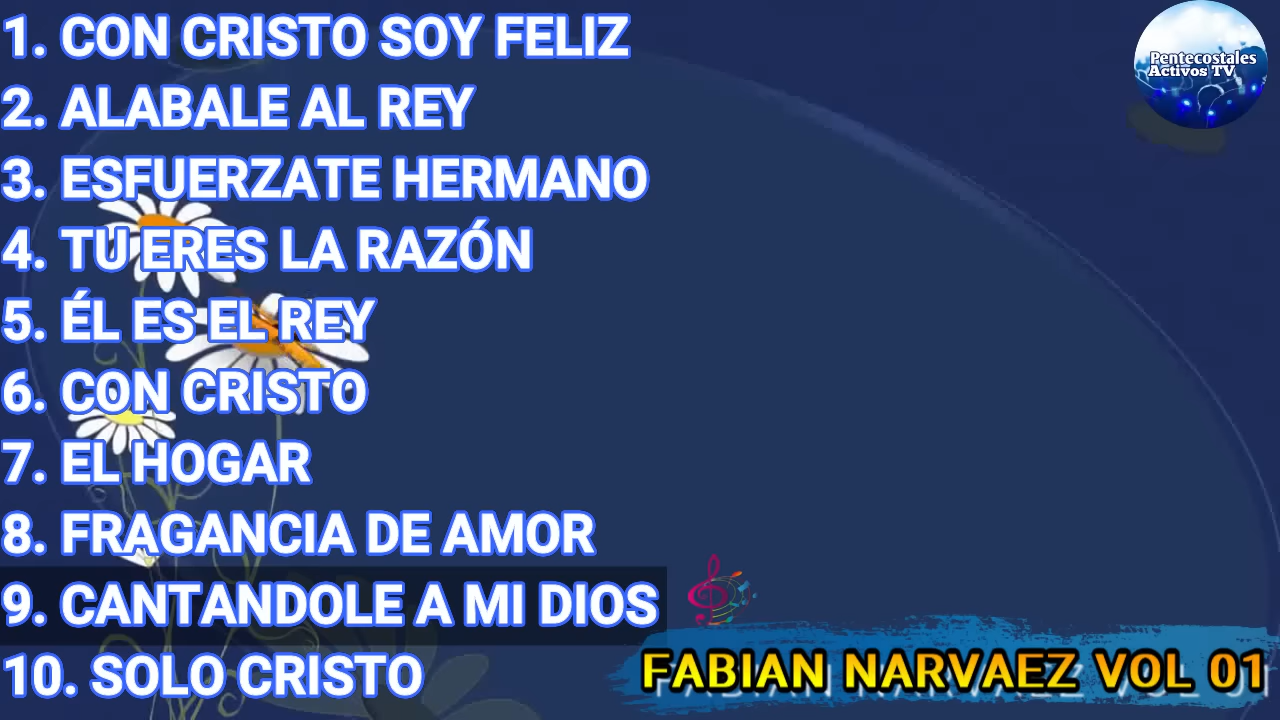 1. CON CRISTO SOY FELIZ
2. ALABALE AL REY
3. ESFUERZATE HERMANO
4. TU ERES LA RAZÓN
5. ÉL ES EL REY
6. CON CRISTO
7. EL HOGAR
8. FRAGANCIA DE AMOR
9. CANTANDOLE A MI DIOS
10. SOLO CRISTO
Pentecostales
Activos TV
FABIAN NARVAEZ VOL 01